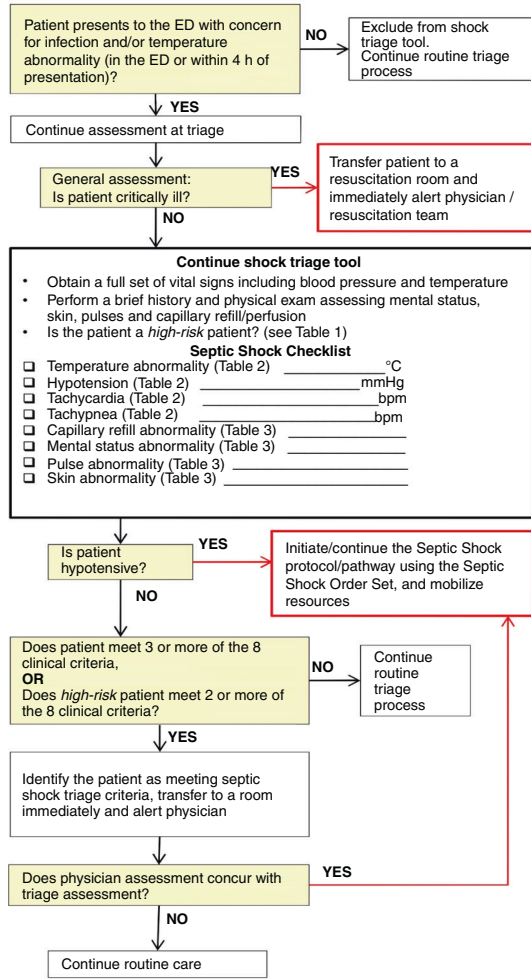 Patient presents to the ED with concern
for infection and/or temperature
abnormality (in the ED or within 4 h of
presentation)?
NO
Exclude from shock
triage tool.
Continue routine triage
process
YES
Continue assessment at triage
General assessment:
Is patient critically ill?
YES
Transfer patient to a
resuscitation room and
immediately alert physician /
resuscitation team
NO
Continue shock triage tool
• Obtain a full set of vital signs including blood pressure and temperature
• Perform a brief history and physical exam assessing mental status,
skin, pulses and capillary refill/perfusion
• Is the patient a high-risk patient? (see Table 1)
Septic Shock Checklist
❑ Temperature abnormality (Table 2) ____________ °C
❑ Hypotension (Table 2) ____________ mmHg
❑ Tachycardia (Table 2) ____________ bpm
❑ Tachypnea (Table 2) ____________ bpm
❑ Capillary refill abnormality (Table 3) ____________
❑ Mental status abnormality (Table 3) ____________
❑ Pulse abnormality (Table 3) ____________
❑ Skin abnormality (Table 3) ____________
Is patient
hypotensive?
YES
Initiate/continue the Septic Shock
protocol/pathway using the Septic
Shock Order Set, and mobilize
resources
NO
Does patient meet 3 or more of the 8
clinical criteria,
OR
Does high-risk patient meet 2 or more of
the 8 clinical criteria?
NO
Continue
routine
triage
process
YES
Identify the patient as meeting septic
shock triage criteria, transfer to a room
immediately and alert physician
Does physician assessment concur with
triage assessment?
YES
NO
Continue routine care